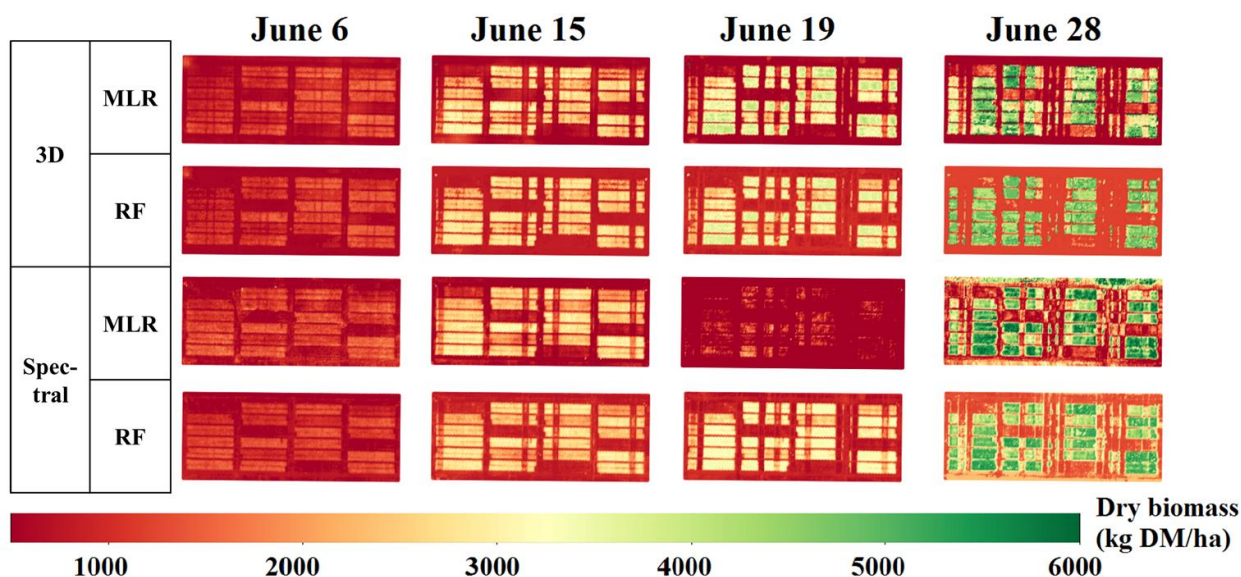 June 6 June 15 June 19 June 28
3D
MLR
RF
Spec-
tral
MLR
RF
Dry biomass
(kg DM/ha)
1000 2000 3000 4000 5000 6000